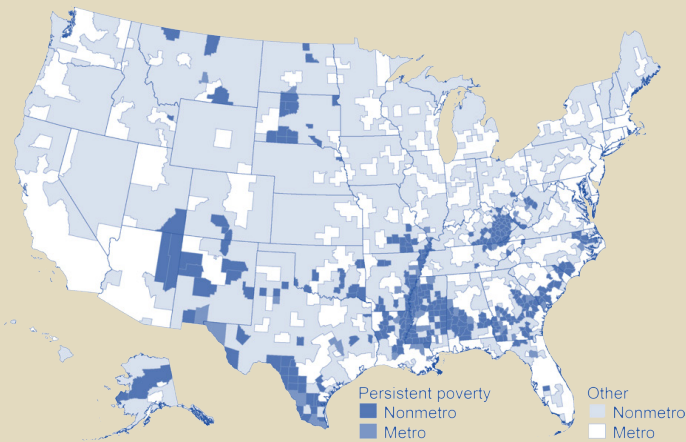 Persistent poverty
Nonmetro
Metro
Other
Nonmetro
Metro